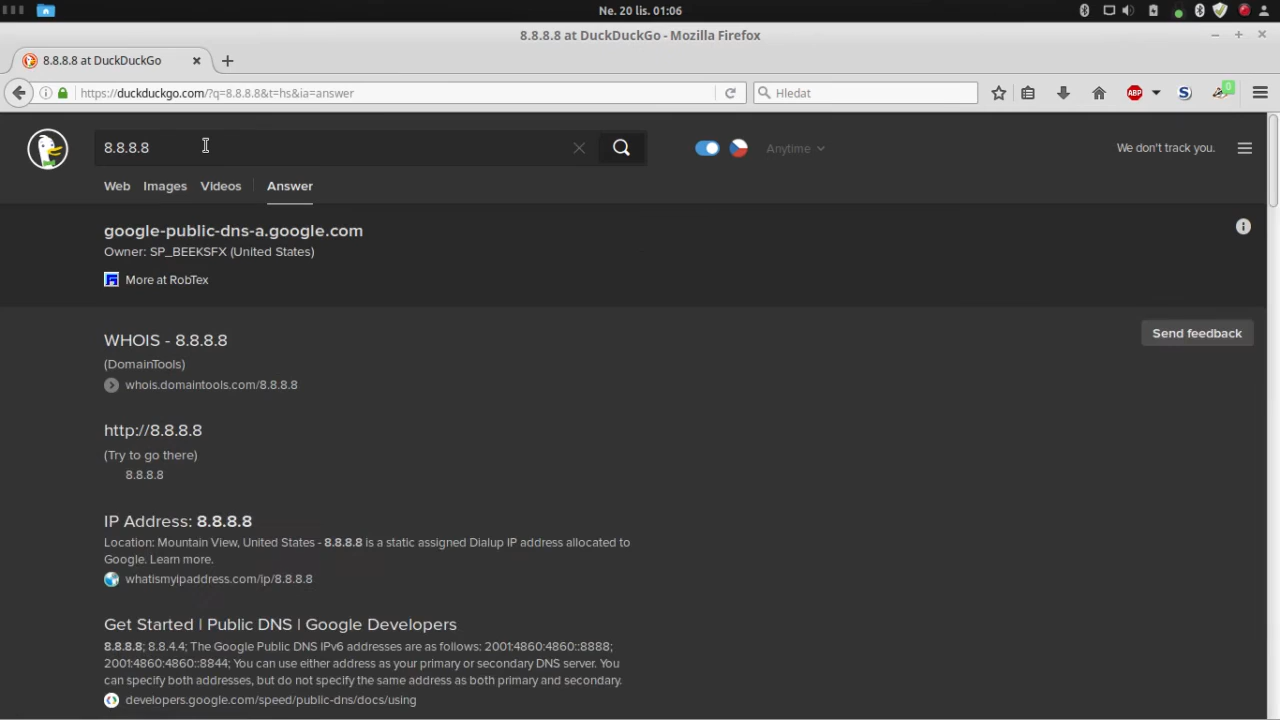 Ne. 20 lis. 01:06
8.8.8.8 at DuckDuckGo - Mozilla Firefox
8.8.8.8 at DuckDuckGo
https://duckduckgo.com/?q=8.8.8.8&t=hs&ia=answer
Hledat
ABP
0
8.8.8.8
Anytime
We don't track you.
Web Images Videos Answer
google-public-dns-a.google.com
Owner: SP_BEEKSFX (United States)
More at RobTex
WHOIS - 8.8.8.8
Send feedback
(DomainTools)
whois.domaintools.com/8.8.8.8
http://8.8.8.8
(Try to go there)
8.8.8.8
IP Address: 8.8.8.8
Location: Mountain View, United States - 8.8.8.8 is a static assigned Dialup IP address allocated to
Google. Learn more.
whatismyipaddress.com/ip/8.8.8.8
Get Started | Public DNS | Google Developers
8.8.8.8; 8.8.4.4; The Google Public DNS IPv6 addresses are as follows: 2001:4860:4860::8888;
2001:4860:4860::8844; You can use either address as your primary or secondary DNS server. You
can specify both addresses, but do not specify the same address as both primary and secondary.
developers.google.com/speed/public-dns/docs/using